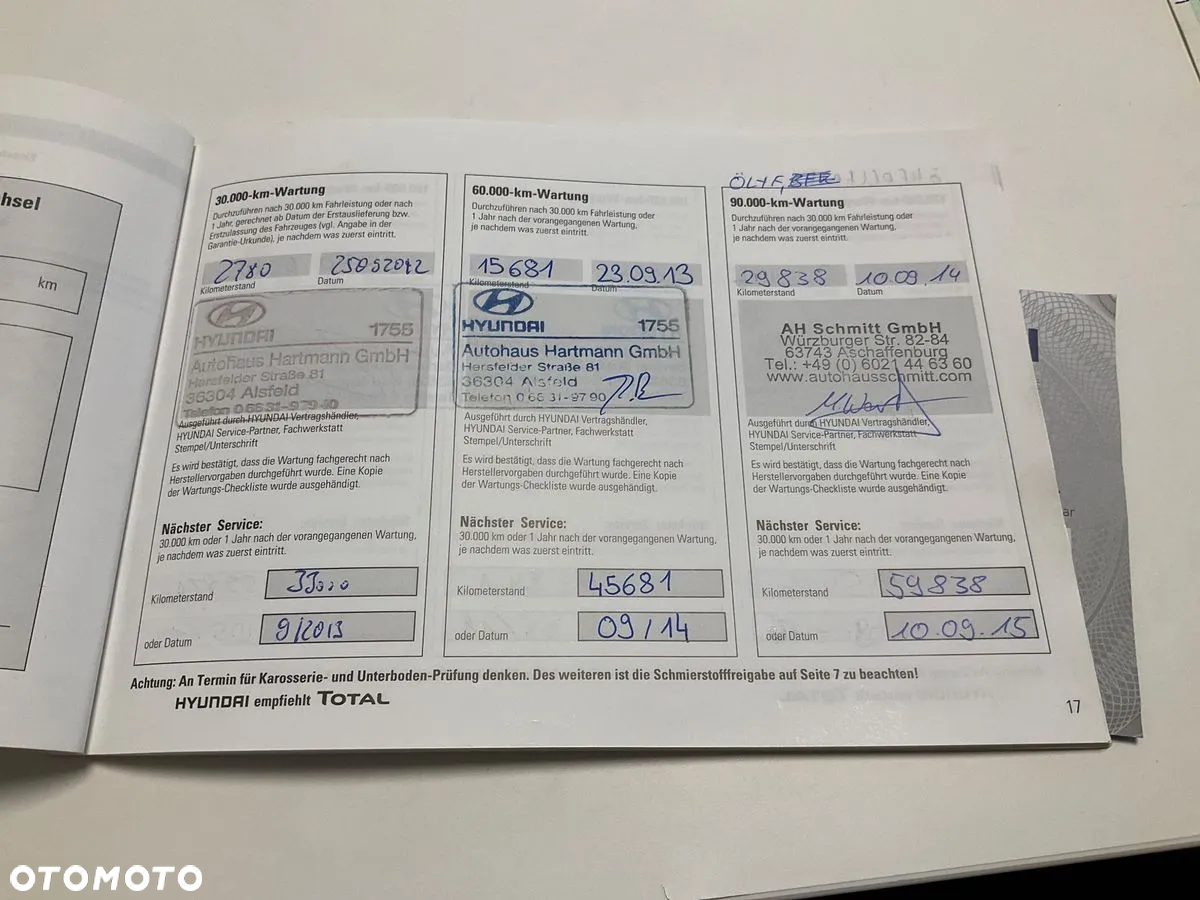 hsel
km
30.000-km-Wartung
Durchzuführen nach 30.000 km Fahrleistung oder nach
1 Jahr, gerechnet ab Datum der Erstauslieferung bzw.
Erstzulassung des Fahrzeuges (vgl. Angabe in der
Garantie-Urkunde), je nachdem was zuerst eintritt.
2780
25052012
Kilometerstand
Datum
HYUNDAI
1755
Autohaus Hartmann GmbH
Hersfelder Straße 81
36304 Alsfeld
Telefon 0 66 31-97 90
Ausgeführt durch HYUNDAI Vertragshändler,
HYUNDAI Service-Partner, Fachwerkstatt
Stempel/Unterschrift
Es wird bestätigt, dass die Wartung fachgerecht nach
Herstellervorgaben durchgeführt wurde. Eine Kopie
der Wartungs-Checkliste wurde ausgehändigt.
Nächster Service:
30.000 km oder 1 Jahr nach der vorangegangenen Wartung,
je nachdem was zuerst eintritt.
Kilometerstand
oder Datum
9/2013
60.000-km-Wartung
Durchzuführen nach 30.000 km Fahrleistung oder
1 Jahr nach der vorangegangenen Wartung,
je nachdem was zuerst eintritt.
15681
23.09.13
Kilometerstand
Datum
HYUNDAI
1755
Autohaus Hartmann GmbH
Hersfelder Straße 81
36304 Alsfeld
Telefon 0 66 31-97 90
Ausgeführt durch HYUNDAI Vertragshändler,
HYUNDAI Service-Partner, Fachwerkstatt
Stempel/Unterschrift
Es wird bestätigt, dass die Wartung fachgerecht nach
Herstellervorgaben durchgeführt wurde. Eine Kopie
der Wartungs-Checkliste wurde ausgehändigt.
Nächster Service:
30.000 km oder 1 Jahr nach der vorangegangenen Wartung,
je nachdem was zuerst eintritt.
Kilometerstand
45681
oder Datum
09/14
90.000-km-Wartung
Durchzuführen nach 30.000 km Fahrleistung oder
1 Jahr nach der vorangegangenen Wartung,
je nachdem was zuerst eintritt.
29838
10.09.14
Kilometerstand
Datum
AH Schmitt GmbH
Würzburger Str. 82-84
63743 Aschaffenburg
Tel.: +49 (0) 6021 44 63 60
www.autohausschmitt.com
Ausgeführt durch HYUNDAI Vertragshändler,
HYUNDAI Service-Partner, Fachwerkstatt
Stempel/Unterschrift
Es wird bestätigt, dass die Wartung fachgerecht nach
Herstellervorgaben durchgeführt wurde. Eine Kopie
der Wartungs-Checkliste wurde ausgehändigt.
Nächster Service:
30.000 km oder 1 Jahr nach der vorangegangenen Wartung,
je nachdem was zuerst eintritt.
Kilometerstand
59838
oder Datum
10.09.15
Achtung: An Termin für Karosserie- und Unterboden-Prüfung denken. Des weiteren ist die Schmierstofffreigabe auf Seite 7 zu beachten!
HYUNDAI empfiehlt TOTAL
17
ar
OTOMOTO